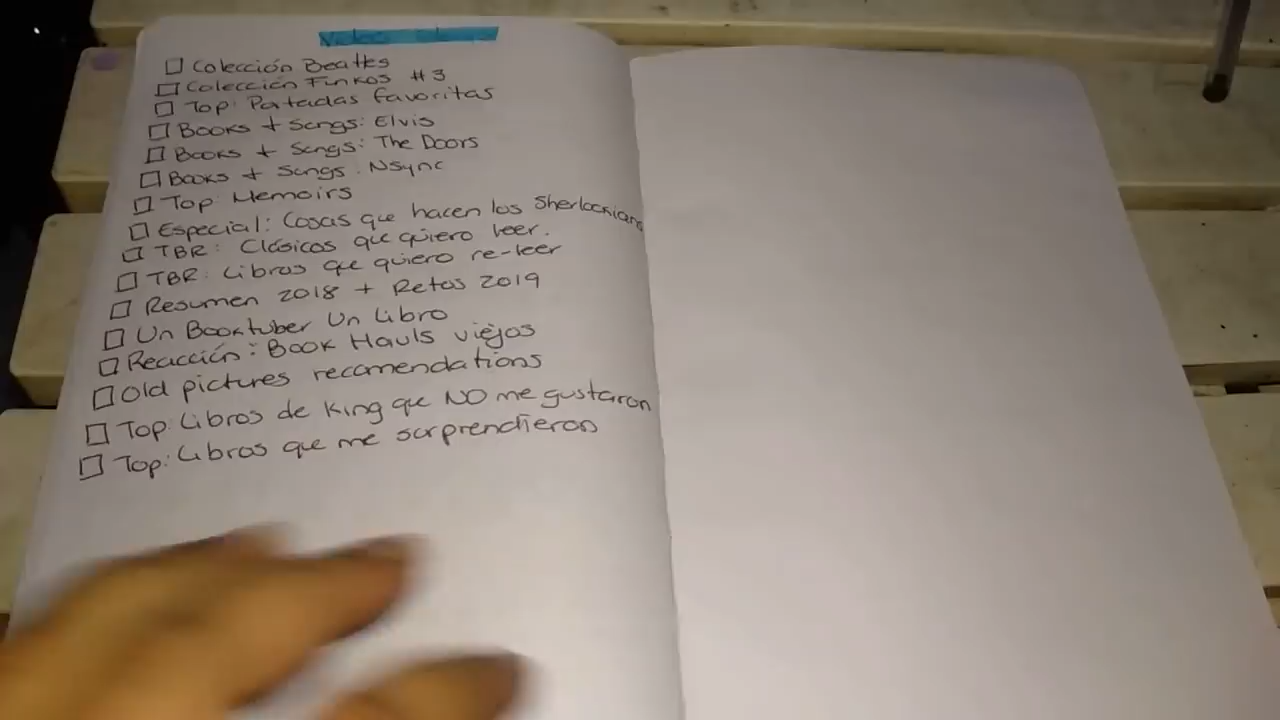 Colección Beatles
Colección Funkos #3
Top: Portadas favoritas
Books + Songs: Elvis
Books + Songs: The Doors
Books + Songs: Nsync
Top Memoirs
Especial: Cosas que hacen los Sherlockians
TBR: Clásicos que quiero leer.
TBR: Libros que quiero re-leer
Resumen 2018 + Retos 2019
Un Booktuber Un Libro
Reacción: Book Hauls viejos
Old pictures recomendations
Top: Libros de King que NO me gustaron
Top: Libros que me sorprendieron